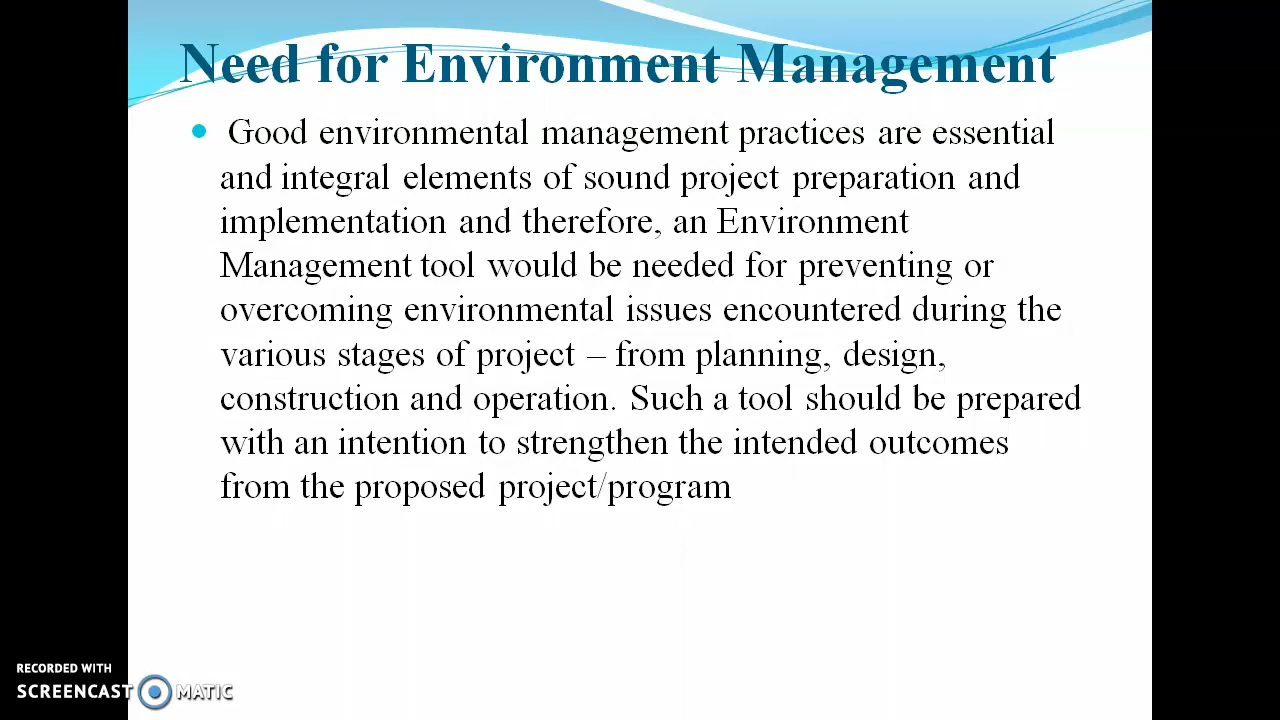 Need for Environment Management
Good environmental management practices are essential
and integral elements of sound project preparation and
implementation and therefore, an Environment
Management tool would be needed for preventing or
overcoming environmental issues encountered during the
various stages of project – from planning, design,
construction and operation. Such a tool should be prepared
with an intention to strengthen the intended outcomes
from the proposed project/program
RECORDED WITH
SCREENCAST MATIC